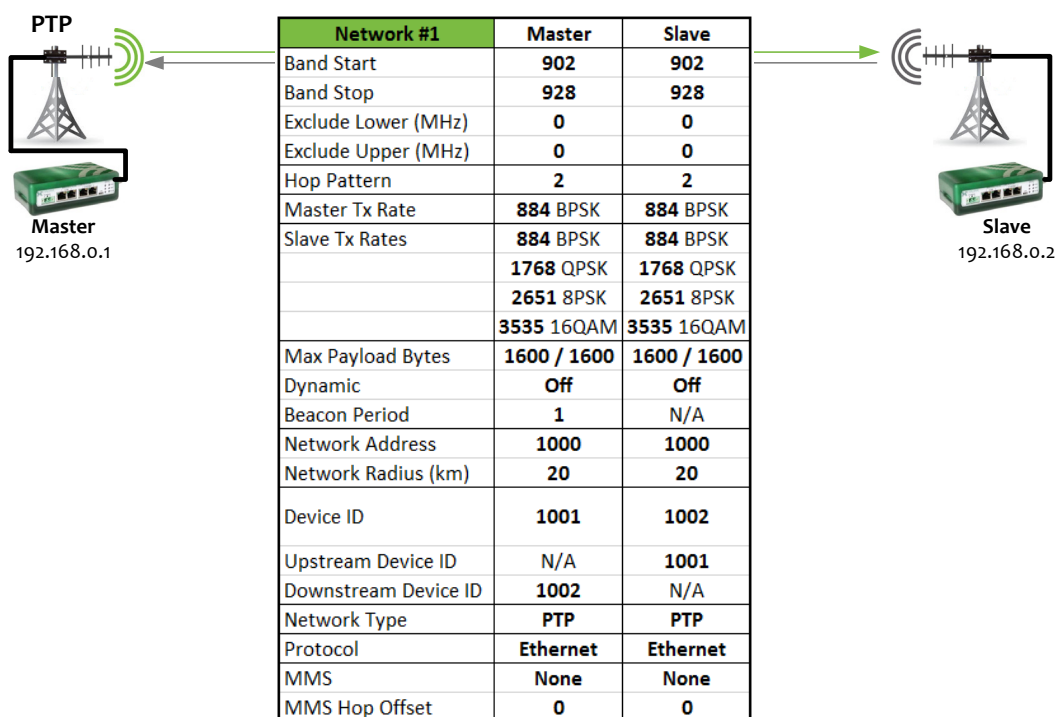 PTP
Master
192.168.0.1
Network #1 Master Slave
Band Start 902 902
Band Stop 928 928
Exclude Lower (MHz) 0 0
Exclude Upper (MHz) 0 0
Hop Pattern 2 2
Master Tx Rate 884 BPSK 884 BPSK
Slave Tx Rates 884 BPSK 884 BPSK
1768 QPSK 1768 QPSK
2651 8PSK 2651 8PSK
3535 16QAM 3535 16QAM
Max Payload Bytes 1600 / 1600 1600 / 1600
Dynamic Off Off
Beacon Period 1 N/A
Network Address 1000 1000
Network Radius (km) 20 20
Device ID 1001 1002
Upstream Device ID N/A 1001
Downstream Device ID 1002 N/A
Network Type PTP PTP
Protocol Ethernet Ethernet
MMS None None
MMS Hop Offset 0 0
Slave
192.168.0.2